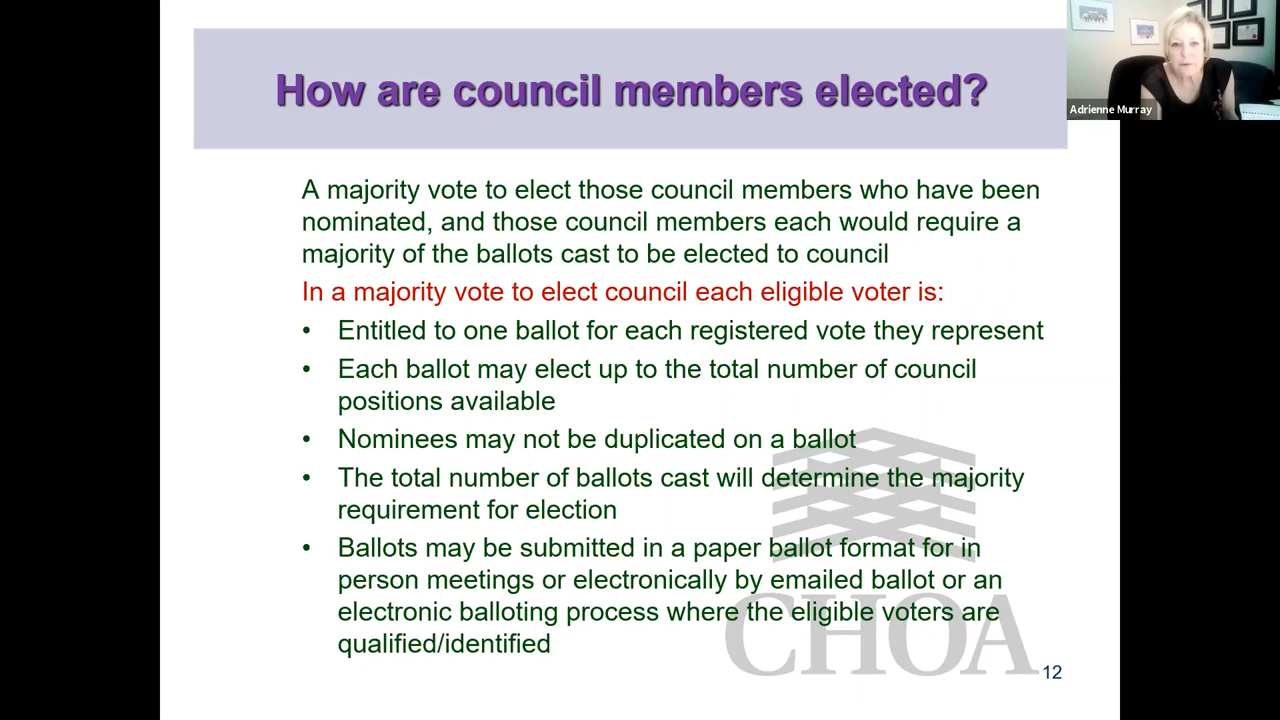 How are council members elected?
Adrienne Murray
A majority vote to elect those council members who have been
nominated, and those council members each would require a
majority of the ballots cast to be elected to council
In a majority vote to elect council each eligible voter is:
• Entitled to one ballot for each registered vote they represent
• Each ballot may elect up to the total number of council
positions available
• Nominees may not be duplicated on a ballot
• The total number of ballots cast will determine the majority
requirement for election
• Ballots may be submitted in a paper ballot format for in
person meetings or electronically by emailed ballot or an
electronic balloting process where the eligible voters are
qualified/identified
CHOA
12